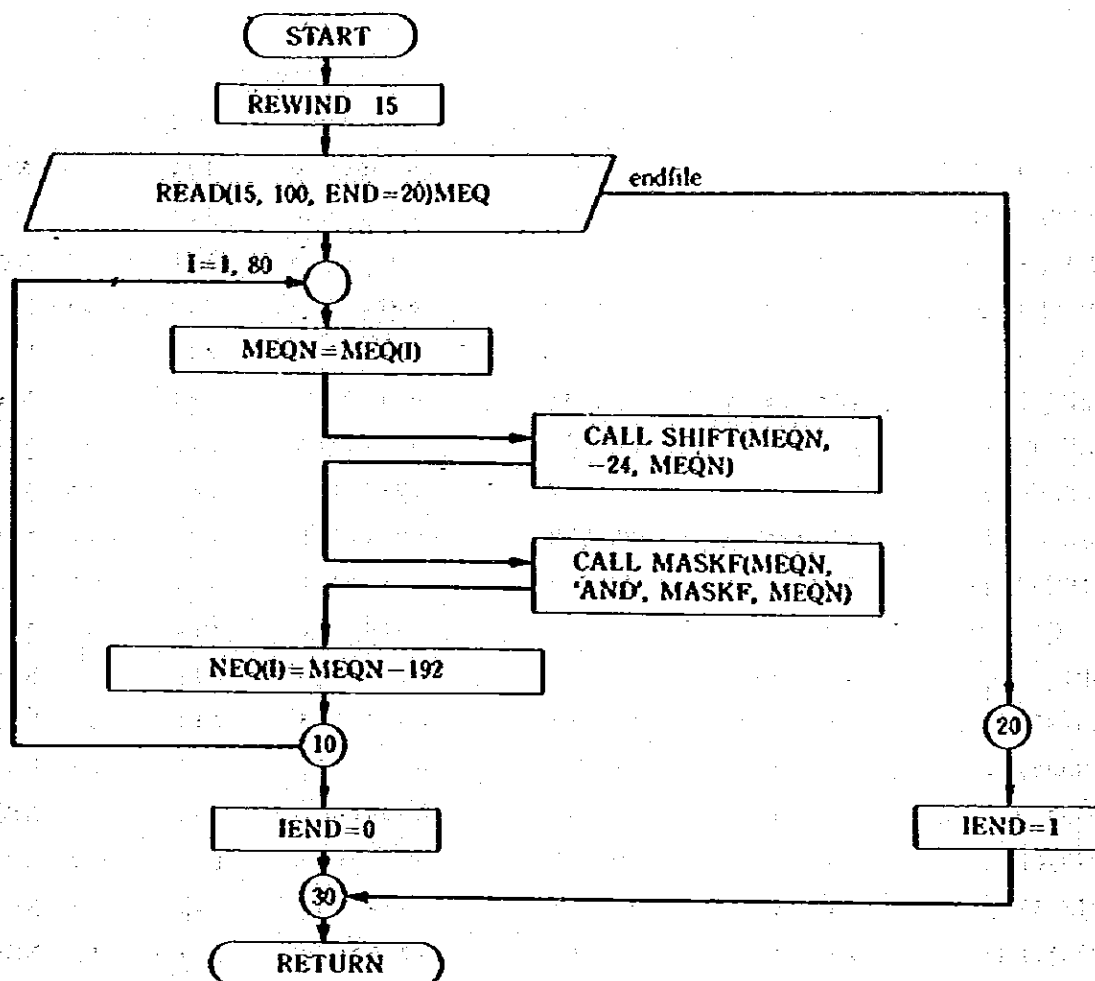 START
REWIND 15
READ(15, 100, END=20)MEQ
endfile
I=1, 80
MEQN=MEQ(I)
CALL SHIFT(MEQN,
-24, MEQN)
CALL MASKF(MEQN,
'AND', MASKF, MEQN)
NEQ(I)=MEQN-192
10
20
IEND=0
IEND=1
30
RETURN